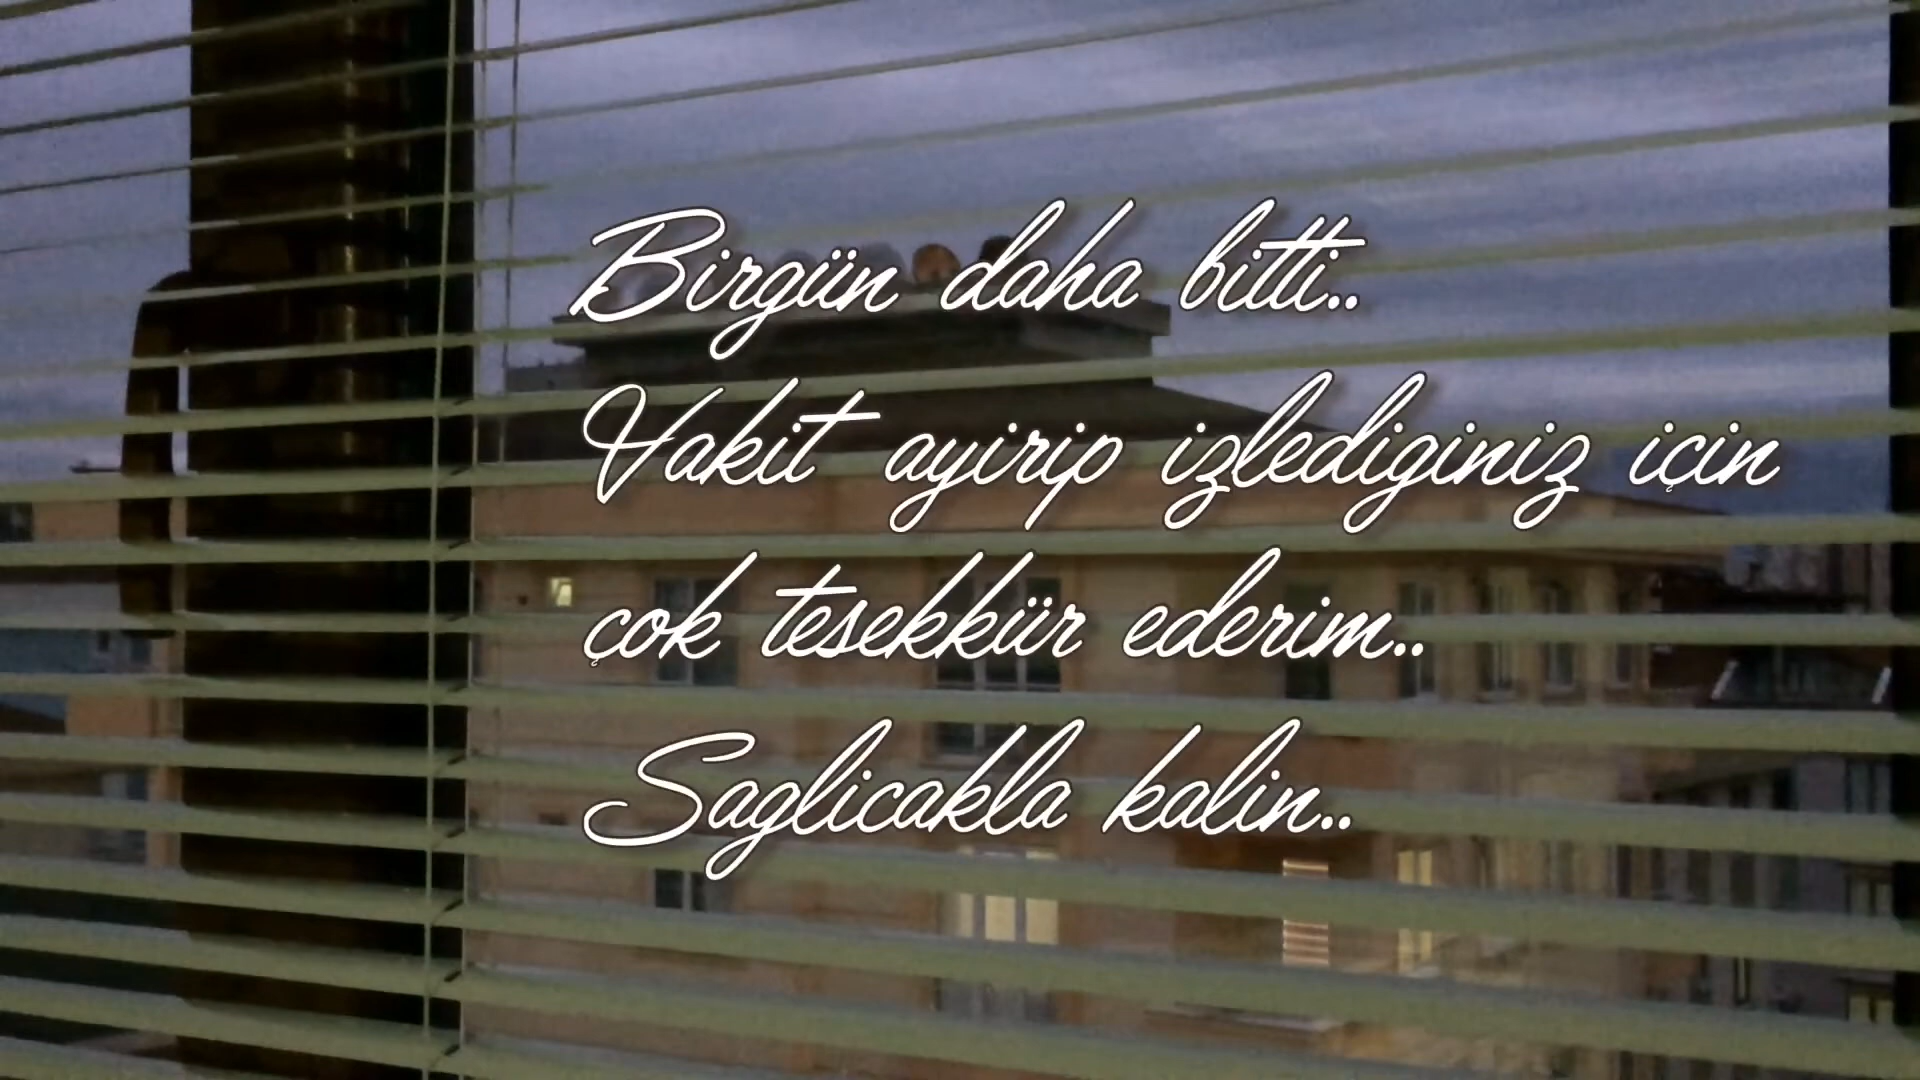 Birgün daha bitti..
Vakit ayirip izlediginiz için
çok tesekkür ederim..
Saglicakla kalin..